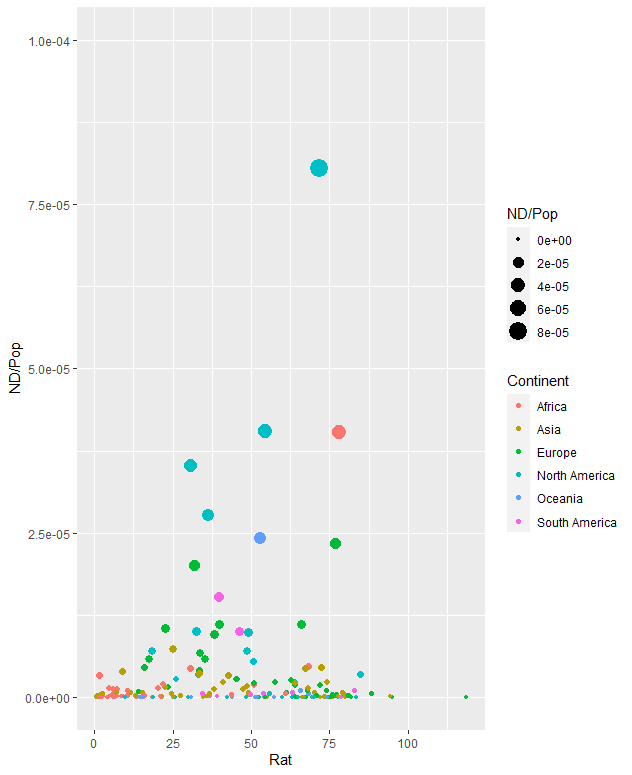 1.0e-04
7.5e-05
5.0e-05
2.5e-05
0.0e+00
ND/Pop
0 25 50 75 100
Rat
ND/Pop
0e+00
2e-05
4e-05
6e-05
8e-05
Continent
Africa
Asia
Europe
North America
Oceania
South America